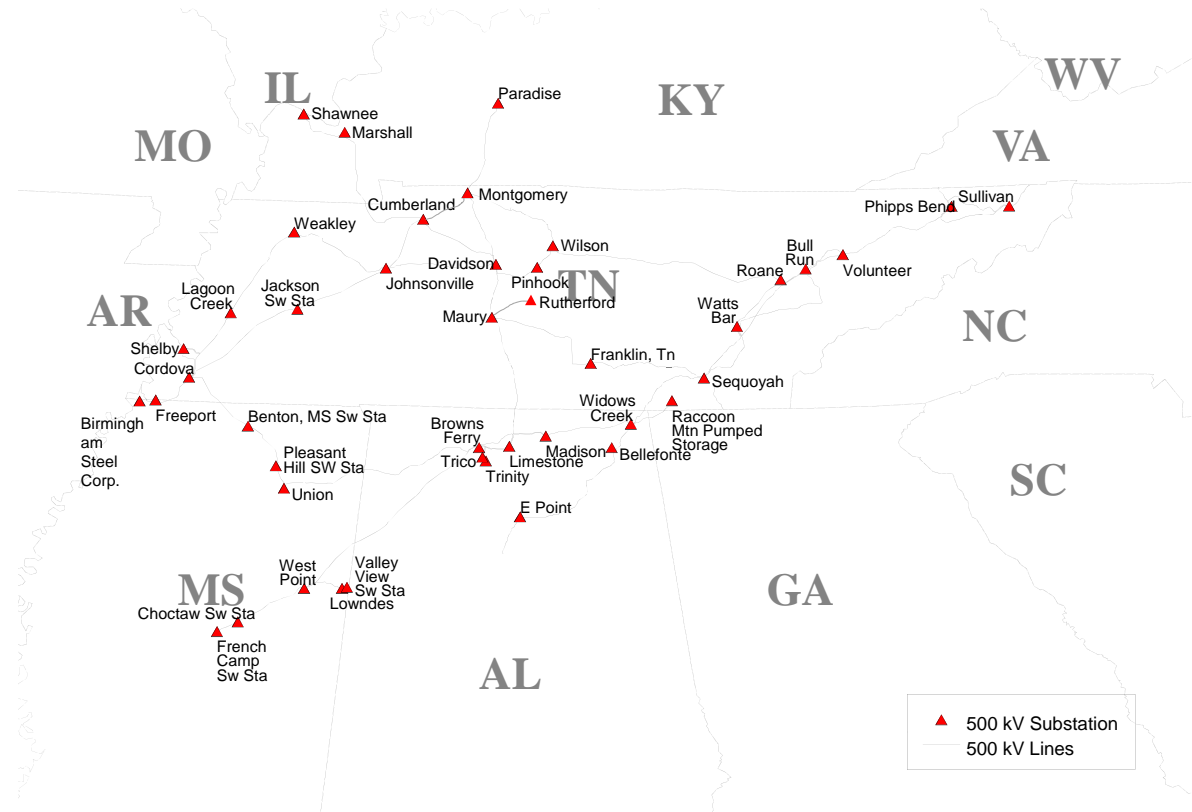 WV
IL
Paradise
KY
Shawnee
Marshall
MO
VA
Cumberland
Montgomery
Phipps Bend
Sullivan
Weakley
Wilson
Bull
Run
Davidson
Roane
Volunteer
Johnsonville
Pinhook
TN
Lagoon
Creek
Jackson
Sw Sta
Rutherford
AR
Maury
Watts
Bar
NC
Shelby
Cordova
Franklin, Tn
Sequoyah
Birmingh
am
Steel
Corp.
Freeport
Benton, MS Sw Sta
Widows
Creek
Raccoon
Mtn Pumped
Storage
Browns
Ferry
Pleasant
Hill SW Sta
Madison
Bellefonte
Trico
Limestone
Trinity
Union
SC
E Point
West
Point
Valley
View
Sw Sta
Lowndes
MS
GA
Choctaw Sw Sta
French
Camp
Sw Sta
AL
500 kV Substation
500 kV Lines